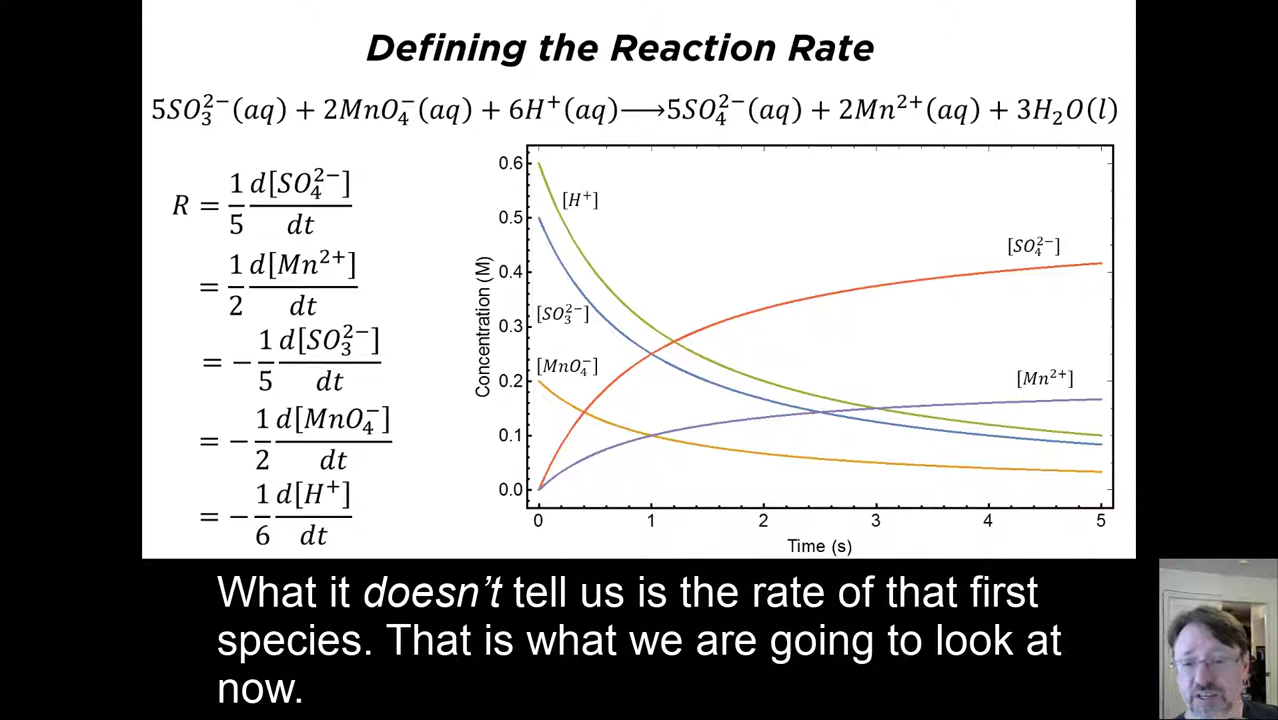 Defining the Reaction Rate
5SO₃²⁻(aq) + 2MnO₄⁻(aq) + 6H⁺(aq)⟶5SO₄²⁻(aq) + 2Mn²⁺(aq) + 3H₂O(l)
R = 1/5 d[SO₄²⁻]/dt
= 1/2 d[Mn²⁺]/dt
= − 1/5 d[SO₃²⁻]/dt
= − 1/2 d[MnO₄⁻]/dt
= − 1/6 d[H⁺]/dt
Concentration (M)
0.6
0.5
0.4
0.3
0.2
0.1
0.0
[H⁺]
[SO₄²⁻]
[SO₃²⁻]
[MnO₄⁻]
[Mn²⁺]
0 1 2 3 4 5
Time (s)
What it doesn’t tell us is the rate of that first
species. That is what we are going to look at
now.